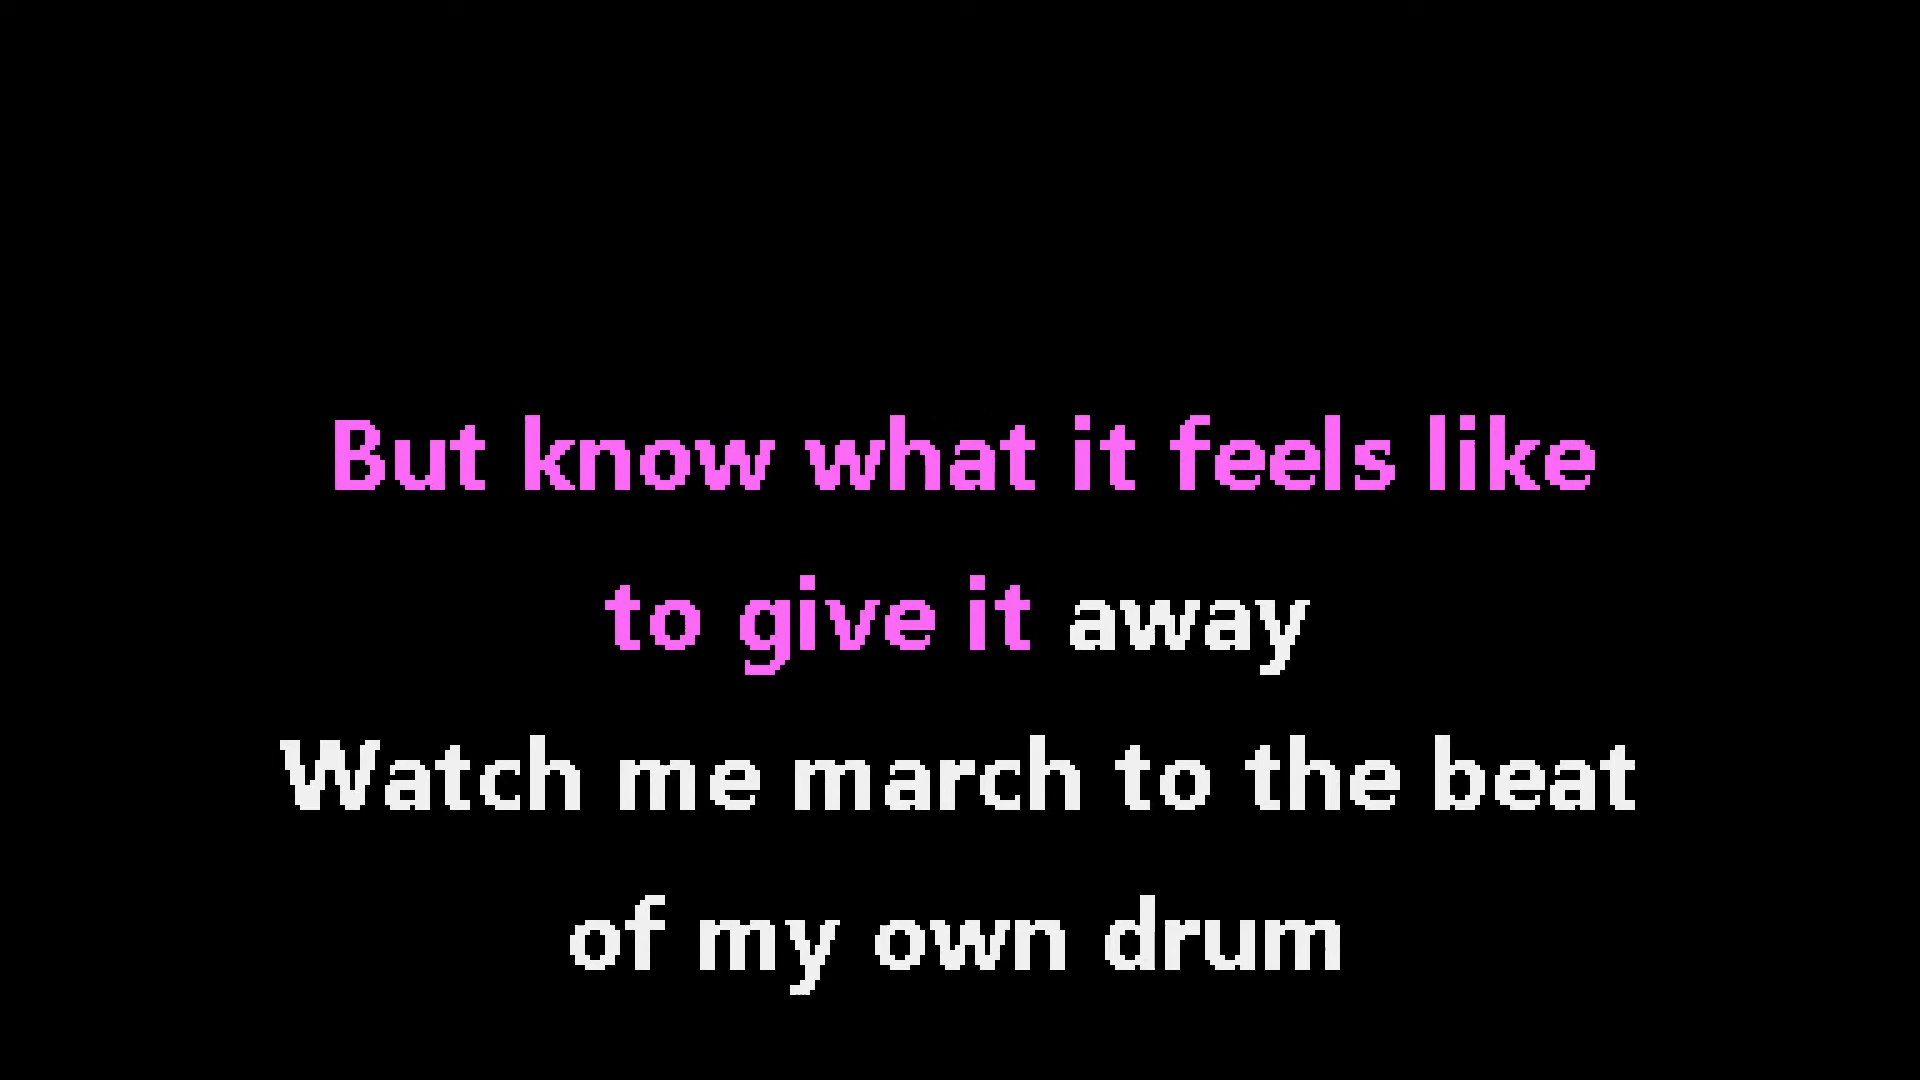 But know what it feels like
to give it away
Watch me march to the beat
of my own drum